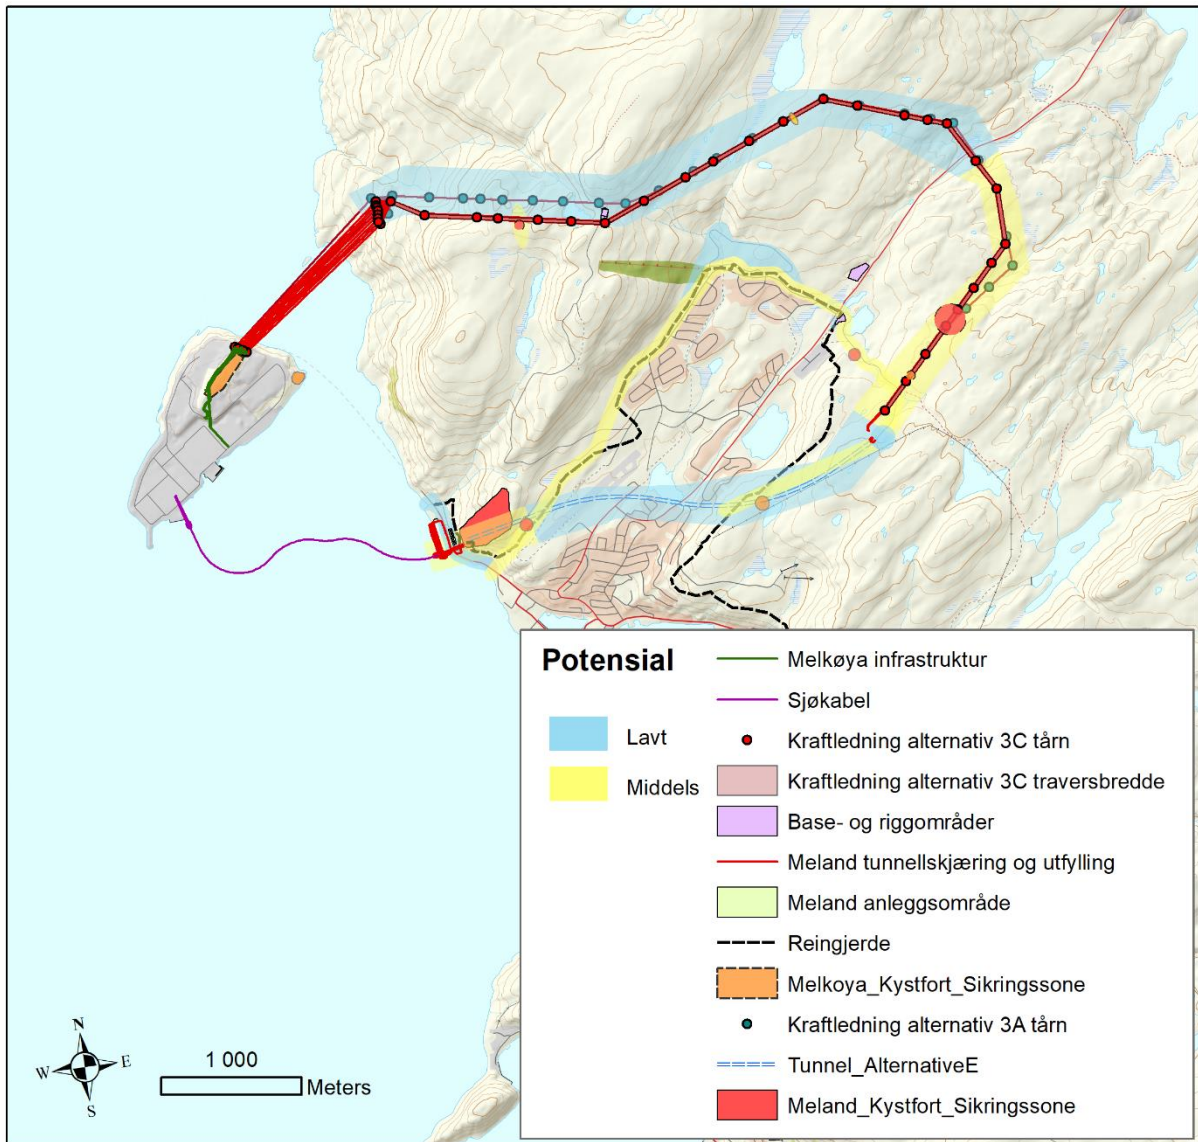 Potensial
Lavt
Middels
Melkøya infrastruktur
Sjøkabel
Kraftledning alternativ 3C tårn
Kraftledning alternativ 3C traversbredde
Base- og riggområder
Meland tunnellskjæring og utfylling
Meland anleggsområde
Reingjerde
Melkoya_Kystfort_Sikringssone
Kraftledning alternativ 3A tårn
Tunnel_AlternativeE
Meland_Kystfort_Sikringssone
N
W E
S
1 000
Meters